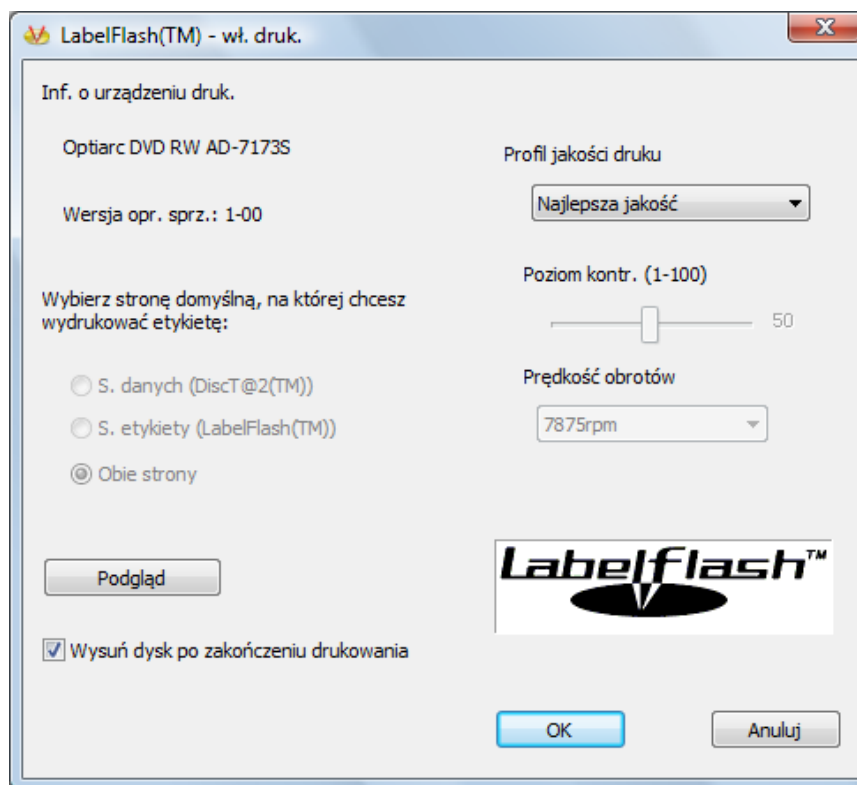 LabelFlash(TM) - wł. druk.
Inf. o urządzeniu druk.
Optiarc DVD RW AD-7173S
Wersja opr. sprz.: 1-00
Wybierz stronę domyślną, na której chcesz
wydrukować etykietę:
S. danych (DiscT@2(TM))
S. etykiety (LabelFlash(TM))
Obie strony
Podgląd
Wysuń dysk po zakończeniu drukowania
Profil jakości druku
Najlepsza jakość
Poziom kontr. (1-100)
50
Prędkość obrotów
7875rpm
Labelflash™
OK
Anuluj